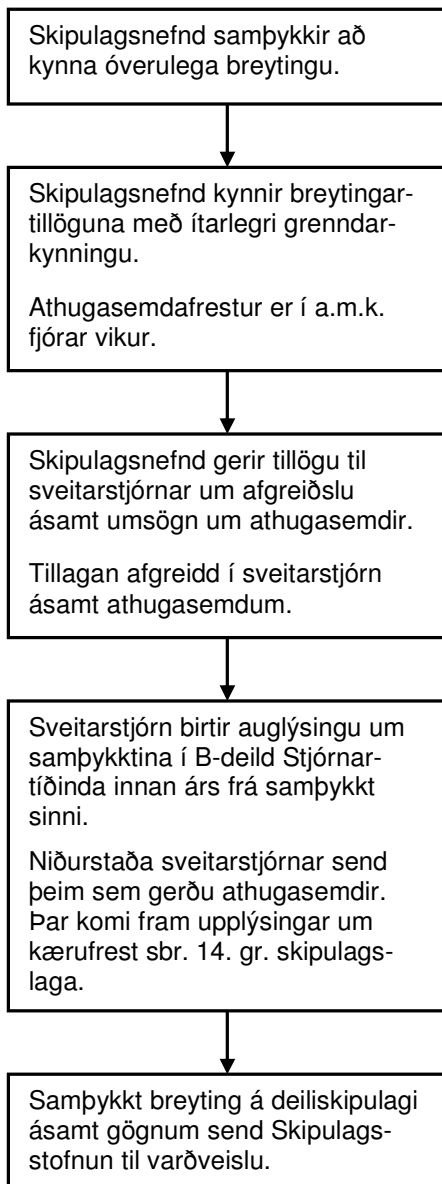 Skipulagsnefnd samþykkir að
kynna óverulega breytingu.
Skipulagsnefnd kynnir breytingar-
tillöguna með ítarlegri grenndar-
kynningu.
Athugasemdafrestur er í a.m.k.
fjórar vikur.
Skipulagsnefnd gerir tillögu til
sveitarstjórnar um afgreiðslu
ásamt umsögn um athugasemdir.
Tillagan afgreidd í sveitarstjórn
ásamt athugasemdum.
Sveitarstjórn birtir auglýsingu um
samþykktina í B-deild Stjórnar-
tíðinda innan árs frá samþykkt
sinni.
Niðurstaða sveitarstjórnar send
þeim sem gerðu athugasemdir.
Þar komi fram upplýsingar um
kærufrest sbr. 14. gr. skipulags-
laga.
Samþykkt breyting á deiliskipulagi
ásamt gögnum send Skipulags-
stofnun til varðveislu.